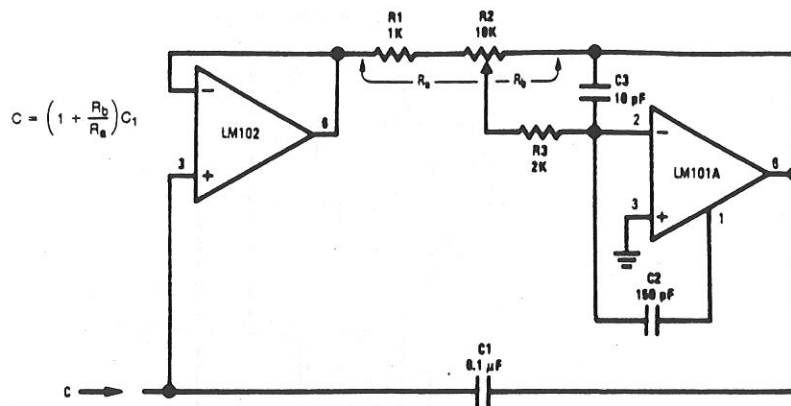 R1
1K
R2
10K
Ra
Rb
C3
10 pF
C = (1 + Rb/Ra) C1
−
LM102
6
3
+
R3
2K
2
−
LM101A
6
3
+
1
C2
150 pF
C1
0.1 μF
C